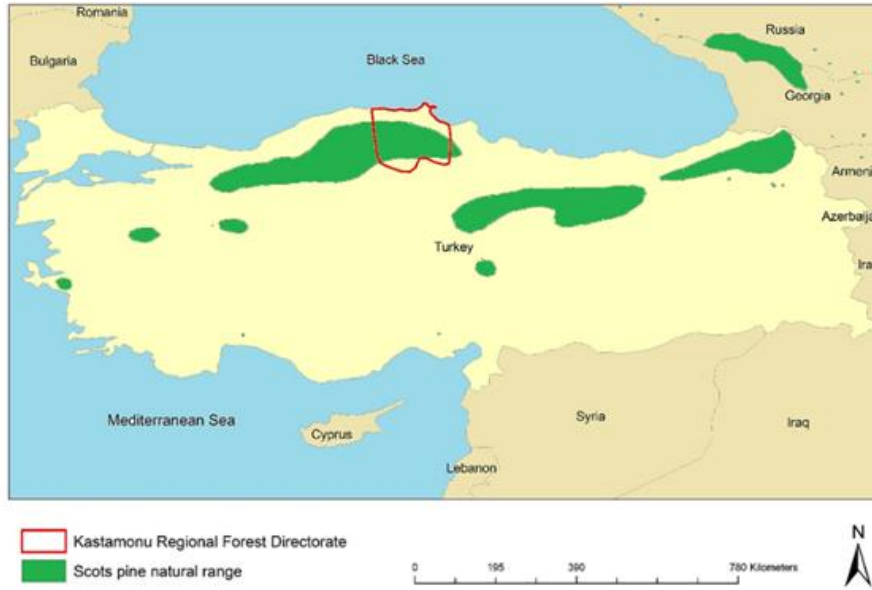 Romania
Russia
Bulgaria
Black Sea
Georgia
Armeni
Azerbaija
Turkey
Ira
Mediterranean Sea
Syria
Iraq
Cyprus
Lebanon
Kastamonu Regional Forest Directorate
Scots pine natural range
0 195 390 780 Kilometers
N